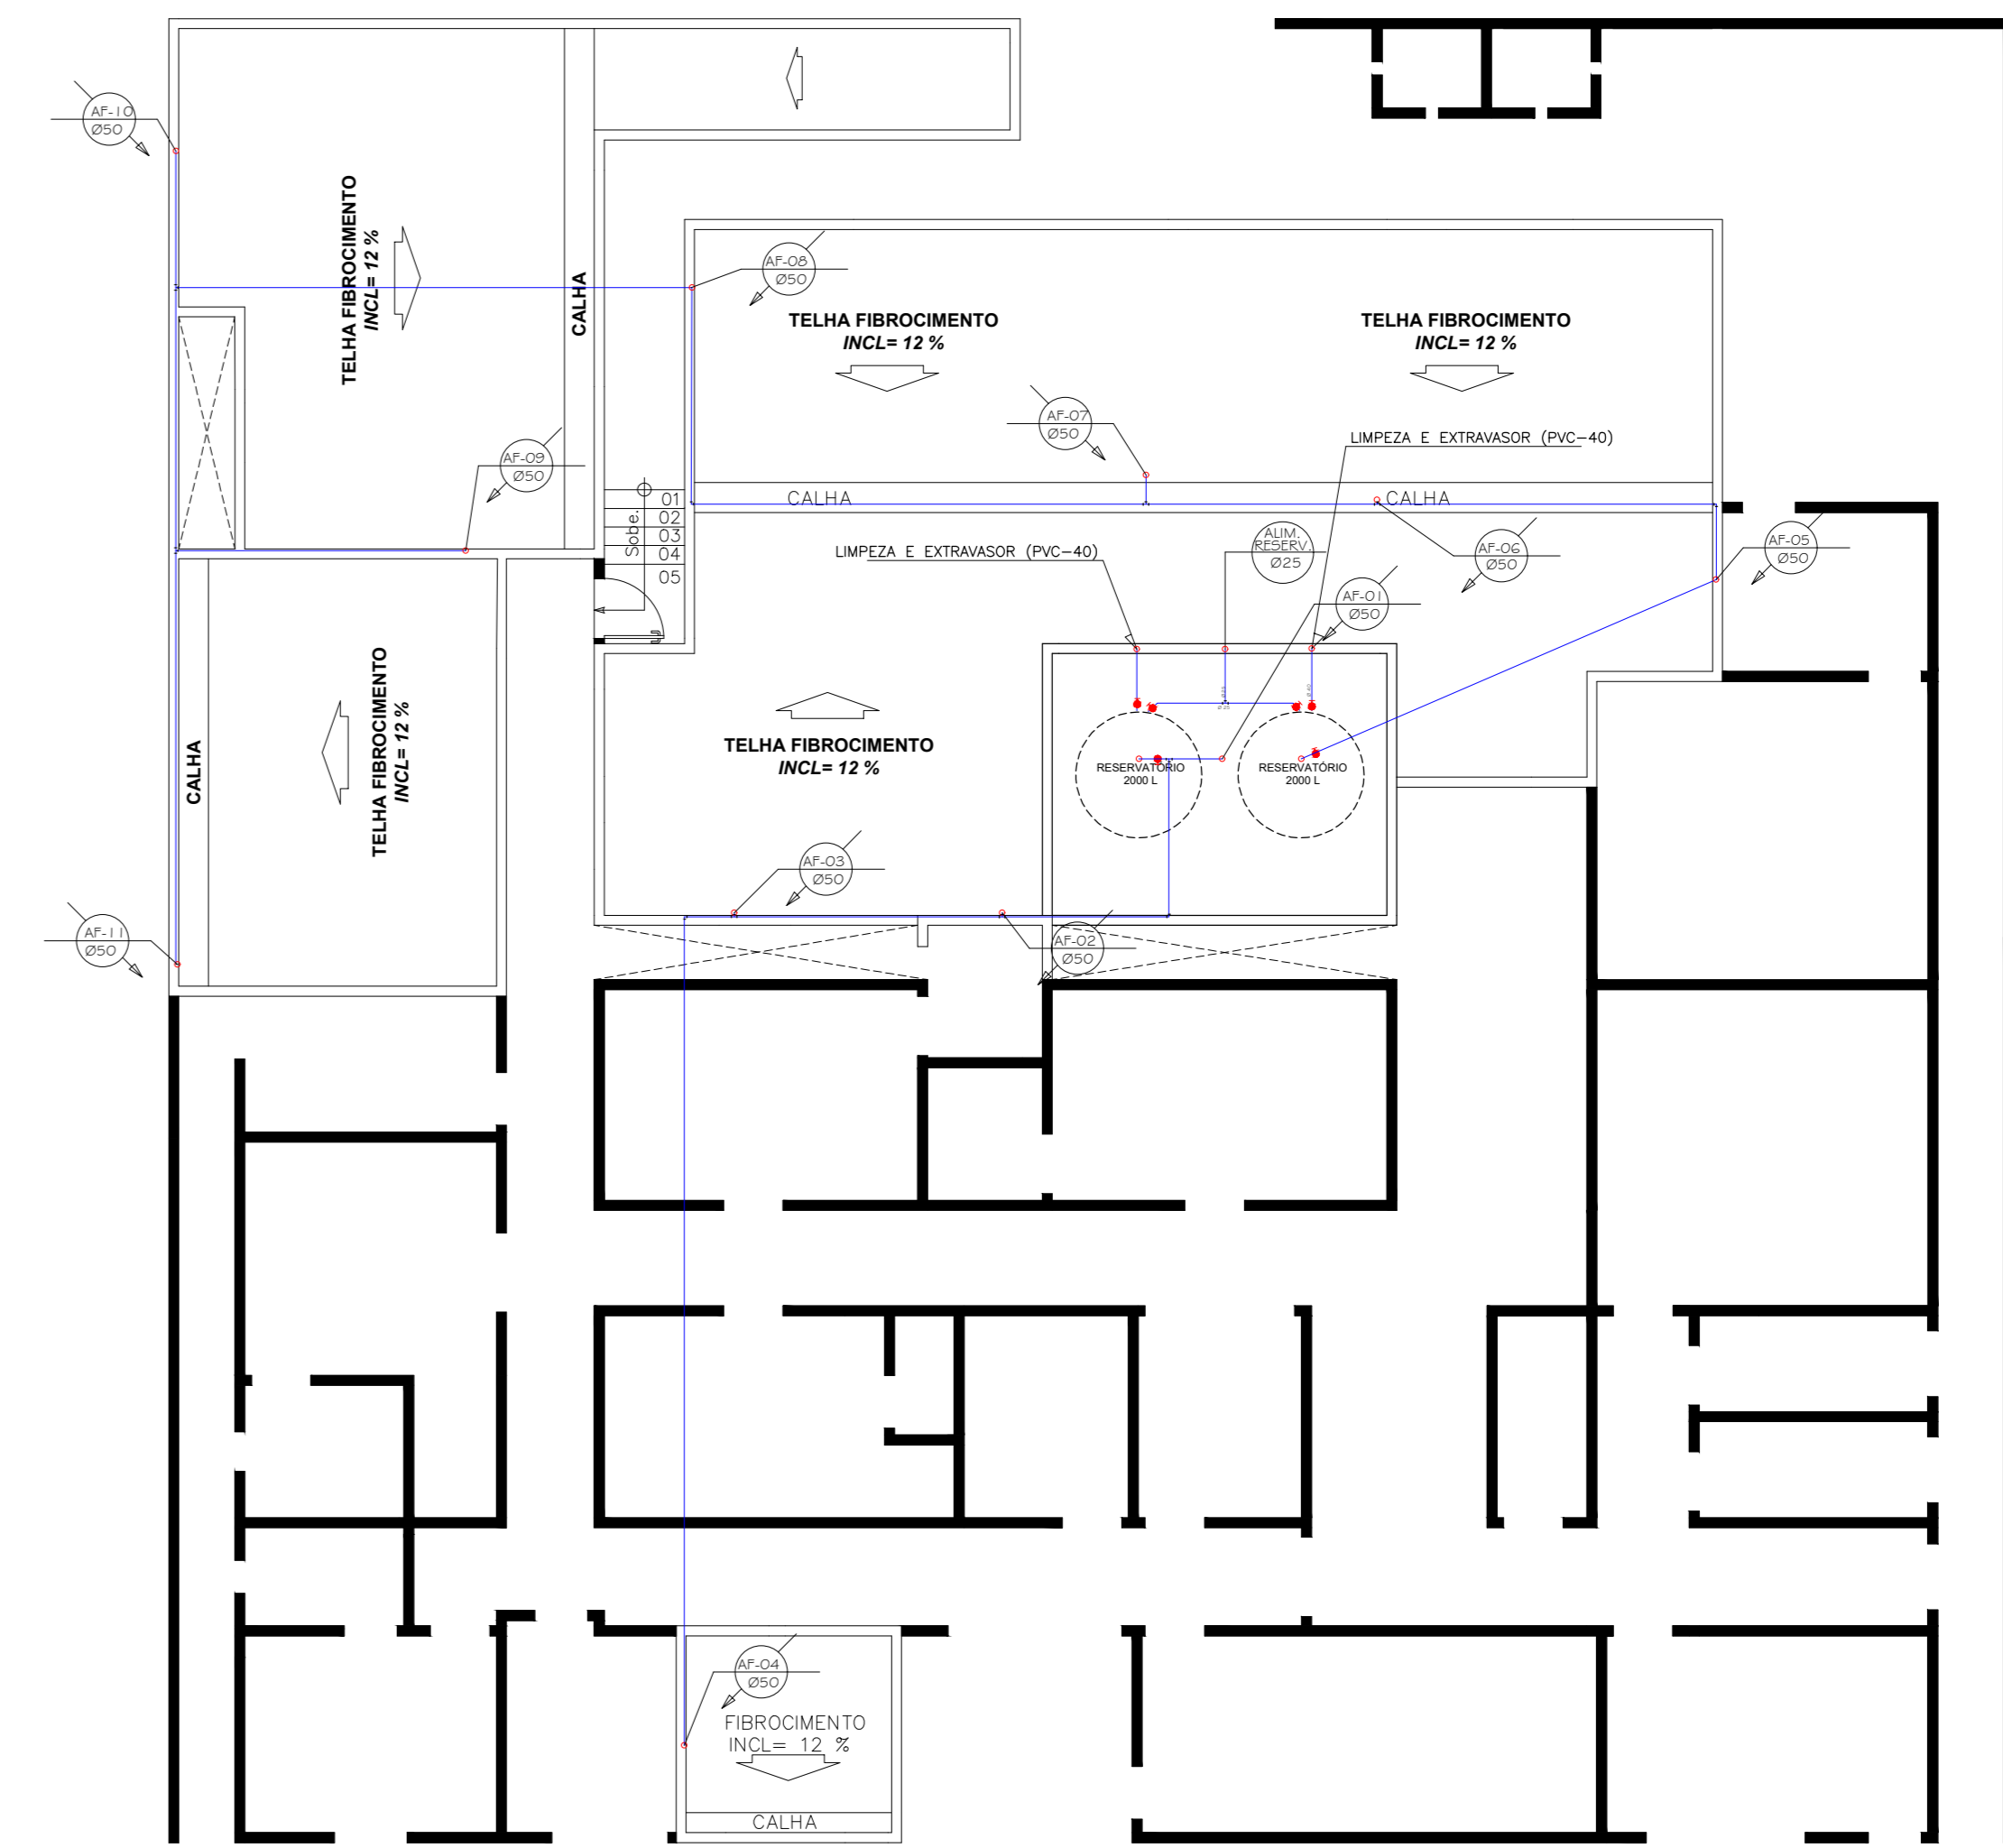 AF-10
Ø50
TELHA FIBROCIMENTO
INCL= 12 %
CALHA
AF-08
Ø50
TELHA FIBROCIMENTO
INCL= 12 %
TELHA FIBROCIMENTO
INCL= 12 %
AF-07
Ø50
LIMPEZA E EXTRAVASOR (PVC-40)
AF-09
Ø50
CALHA
CALHA
Sobe.
01
02
03
04
05
LIMPEZA E EXTRAVASOR (PVC-40)
ALIM.
RESERV.
Ø25
AF-06
Ø50
AF-05
Ø50
AF-01
Ø50
TELHA FIBROCIMENTO
INCL= 12 %
CALHA
TELHA FIBROCIMENTO
INCL= 12 %
Ø 25
Ø 25
Ø 40
RESERVATÓRIO
2000 L
RESERVATÓRIO
2000 L
AF-03
Ø50
AF-11
Ø50
AF-02
Ø50
AF-04
Ø50
FIBROCIMENTO
INCL= 12 %
CALHA